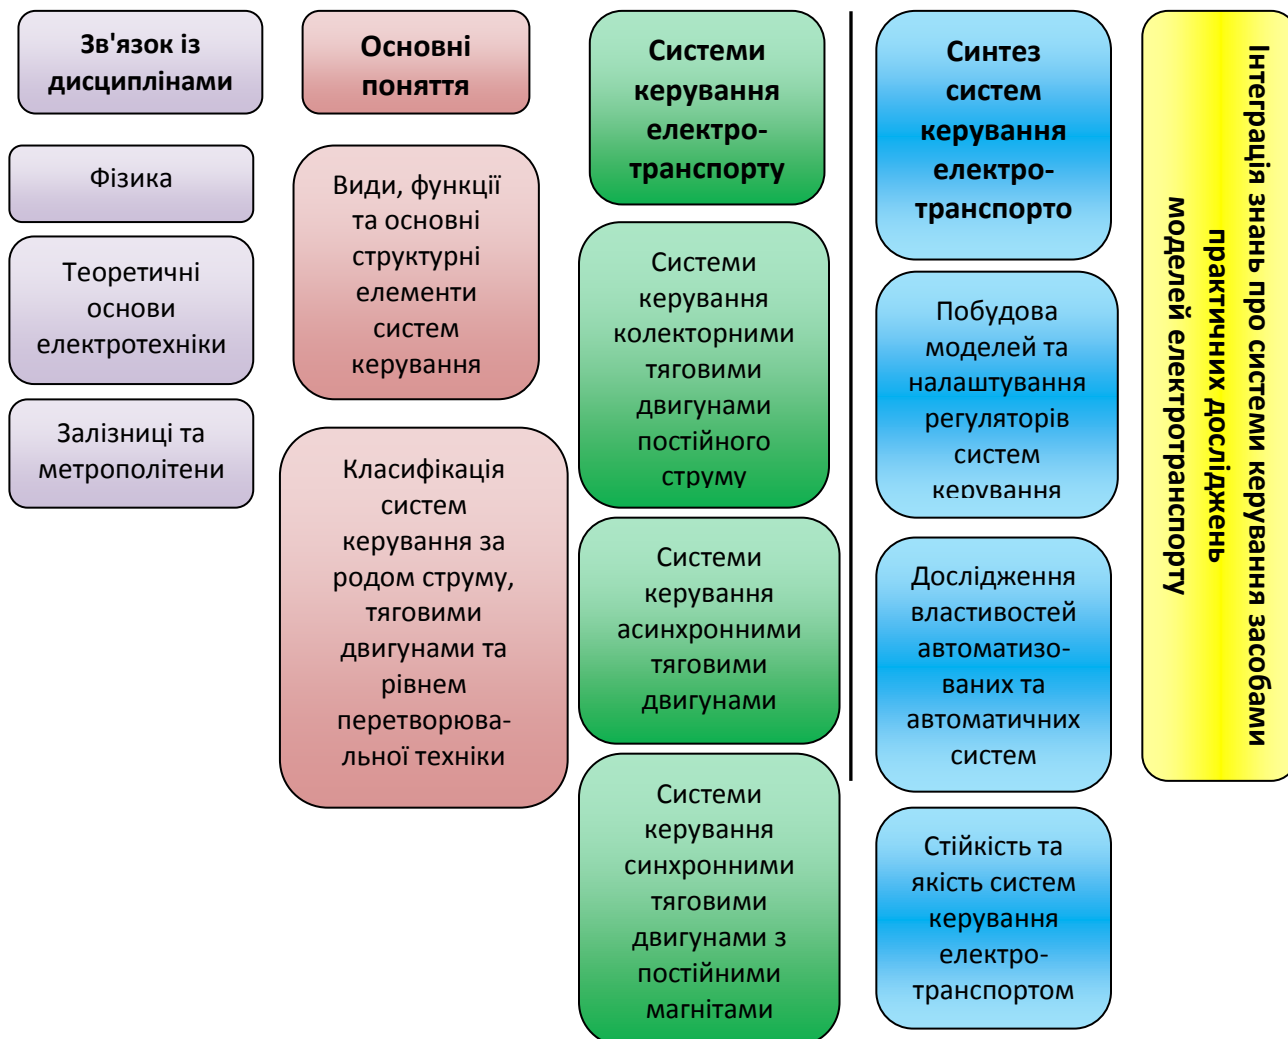 Зв'язок із
дисциплінами
Фізика
Теоретичні
основи
електротехніки
Залізниці та
метрополітени
Основні
поняття
Види, функції
та основні
структурні
елементи
систем
керування
Класифікація
систем
керування за
родом струму,
тяговими
двигунами та
рівнем
перетворюва-
льної техніки
Системи
керування
електро-
транспорту
Системи
керування
колекторними
тяговими
двигунами
постійного
струму
Системи
керування
асинхронними
тяговими
двигунами
Системи
керування
синхронними
тяговими
двигунами з
постійними
магнітами
Синтез
систем
керування
електро-
транспорто
Побудова
моделей та
налаштування
регуляторів
систем
керування
Дослідження
властивостей
автоматизо-
ваних та
автоматичних
систем
Стійкість та
якість систем
керування
електро-
транспортом
Інтеграція знань про системи керування засобами
практичних досліджень
моделей електротранспорту